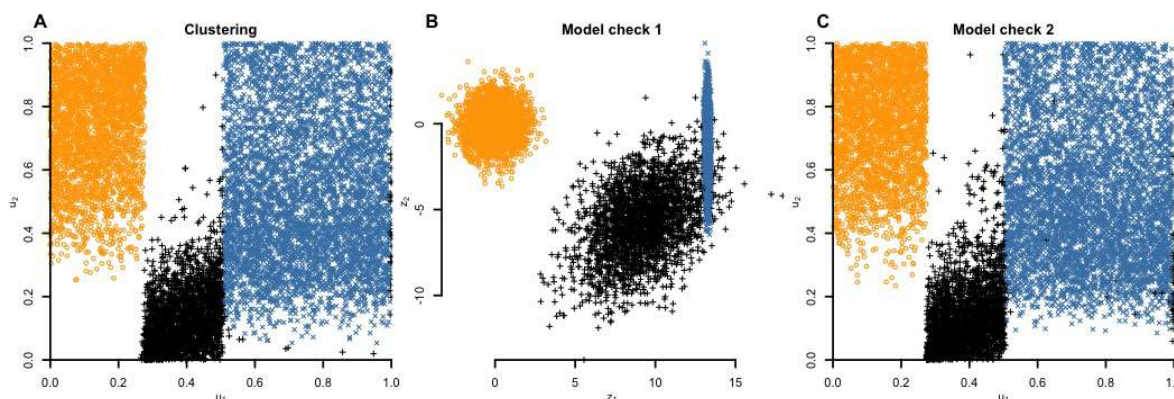 A
Clustering
1.0
0.8
0.6
0.4
0.2
0.0
u₂
0.0 0.2 0.4 0.6 0.8 1.0
B
Model check 1
0
-5
-10
z₂
0 5 10 15
C
Model check 2
1.0
0.8
0.6
0.4
0.2
0.0
u₂
0.0 0.2 0.4 0.6 0.8